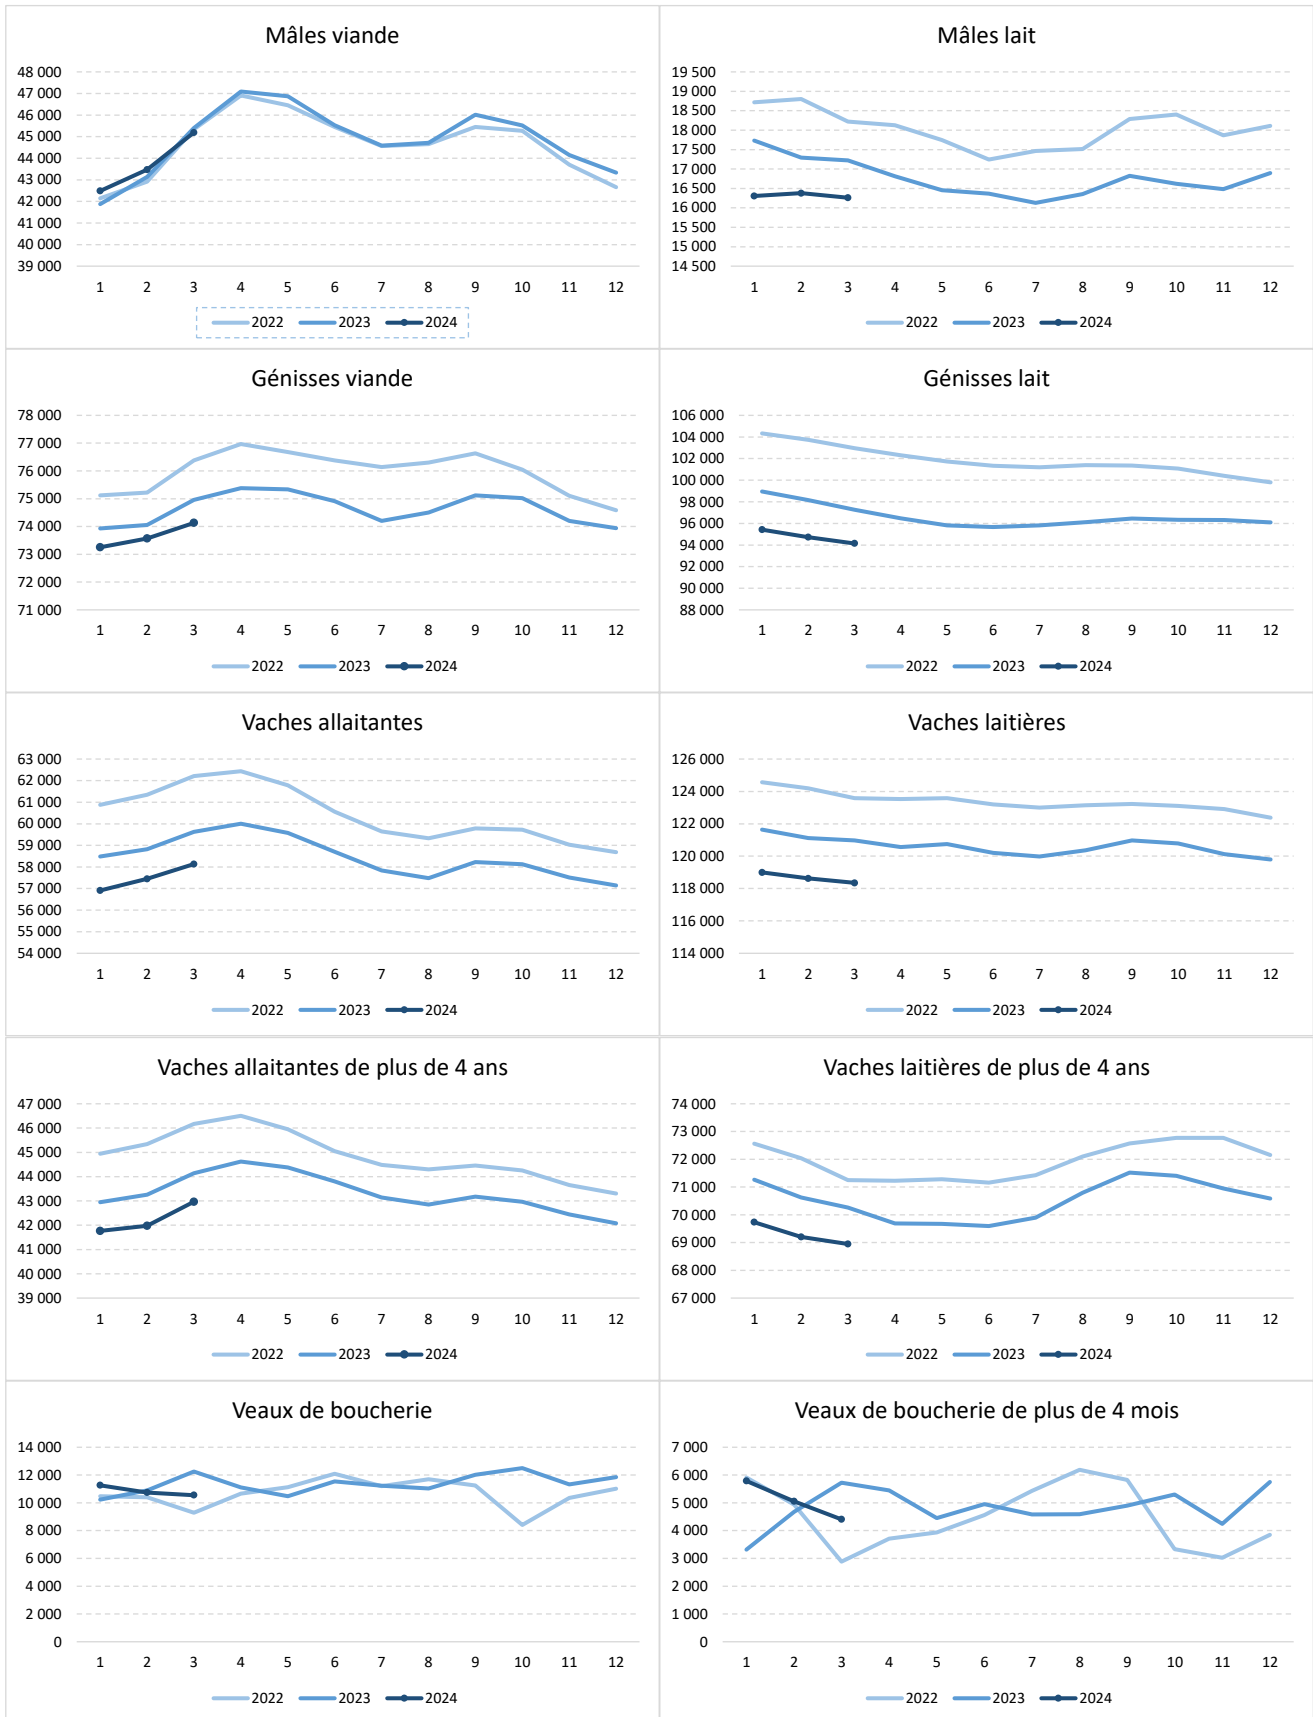 Mâles viande
48 000
47 000
46 000
45 000
44 000
43 000
42 000
41 000
40 000
39 000
1 2 3 4 5 6 7 8 9 10 11 12
2022 2023 2024
Mâles lait
19 500
19 000
18 500
18 000
17 500
17 000
16 500
16 000
15 500
15 000
14 500
1 2 3 4 5 6 7 8 9 10 11 12
2022 2023 2024
Génisses viande
78 000
77 000
76 000
75 000
74 000
73 000
72 000
71 000
1 2 3 4 5 6 7 8 9 10 11 12
2022 2023 2024
Génisses lait
106 000
104 000
102 000
100 000
98 000
96 000
94 000
92 000
90 000
88 000
1 2 3 4 5 6 7 8 9 10 11 12
2022 2023 2024
Vaches allaitantes
63 000
62 000
61 000
60 000
59 000
58 000
57 000
56 000
55 000
54 000
1 2 3 4 5 6 7 8 9 10 11 12
2022 2023 2024
Vaches laitières
126 000
124 000
122 000
120 000
118 000
116 000
114 000
1 2 3 4 5 6 7 8 9 10 11 12
2022 2023 2024
Vaches allaitantes de plus de 4 ans
47 000
46 000
45 000
44 000
43 000
42 000
41 000
40 000
39 000
1 2 3 4 5 6 7 8 9 10 11 12
2022 2023 2024
Vaches laitières de plus de 4 ans
74 000
73 000
72 000
71 000
70 000
69 000
68 000
67 000
1 2 3 4 5 6 7 8 9 10 11 12
2022 2023 2024
Veaux de boucherie
14 000
12 000
10 000
8 000
6 000
4 000
2 000
0
1 2 3 4 5 6 7 8 9 10 11 12
2022 2023 2024
Veaux de boucherie de plus de 4 mois
7 000
6 000
5 000
4 000
3 000
2 000
1 000
0
1 2 3 4 5 6 7 8 9 10 11 12
2022 2023 2024